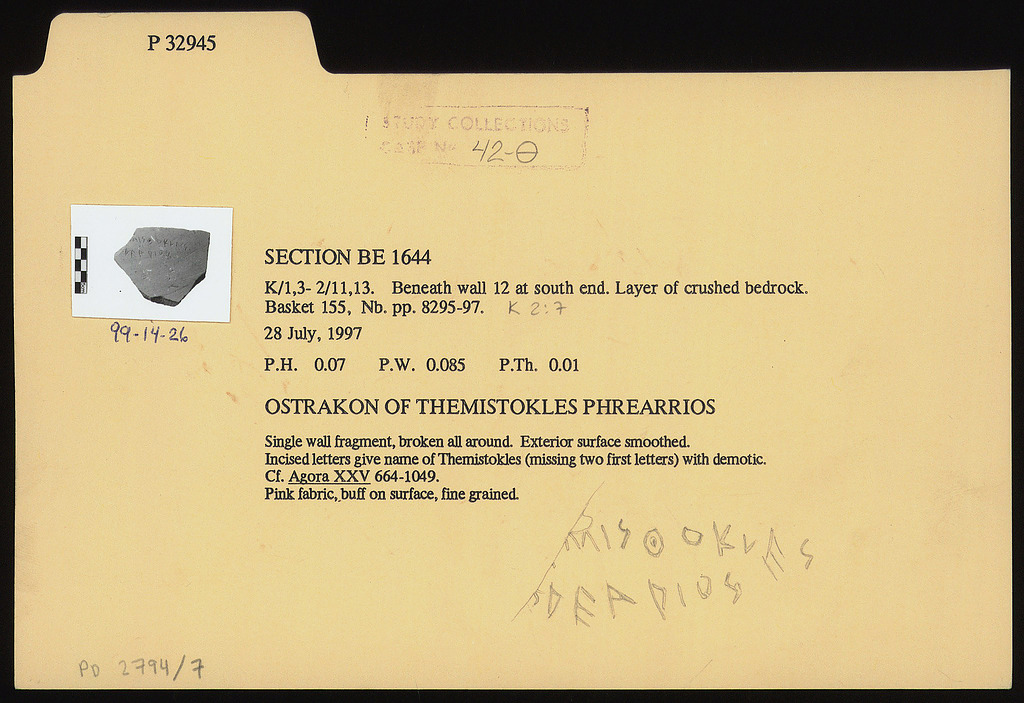 P 32945
STUDY COLLECTIONS
CASE No 42-Θ
99-14-26
SECTION BE 1644
K/1,3- 2/11,13. Beneath wall 12 at south end. Layer of crushed bedrock.
Basket 155, Nb. pp. 8295-97. K 2:7
28 July, 1997
P.H. 0.07 P.W. 0.085 P.Th. 0.01
OSTRAKON OF THEMISTOKLES PHREARRIOS
Single wall fragment, broken all around. Exterior surface smoothed.
Incised letters give name of Themistokles (missing two first letters) with demotic.
Cf. Agora XXV 664-1049.
Pink fabric, buff on surface, fine grained.
PD 2794/7